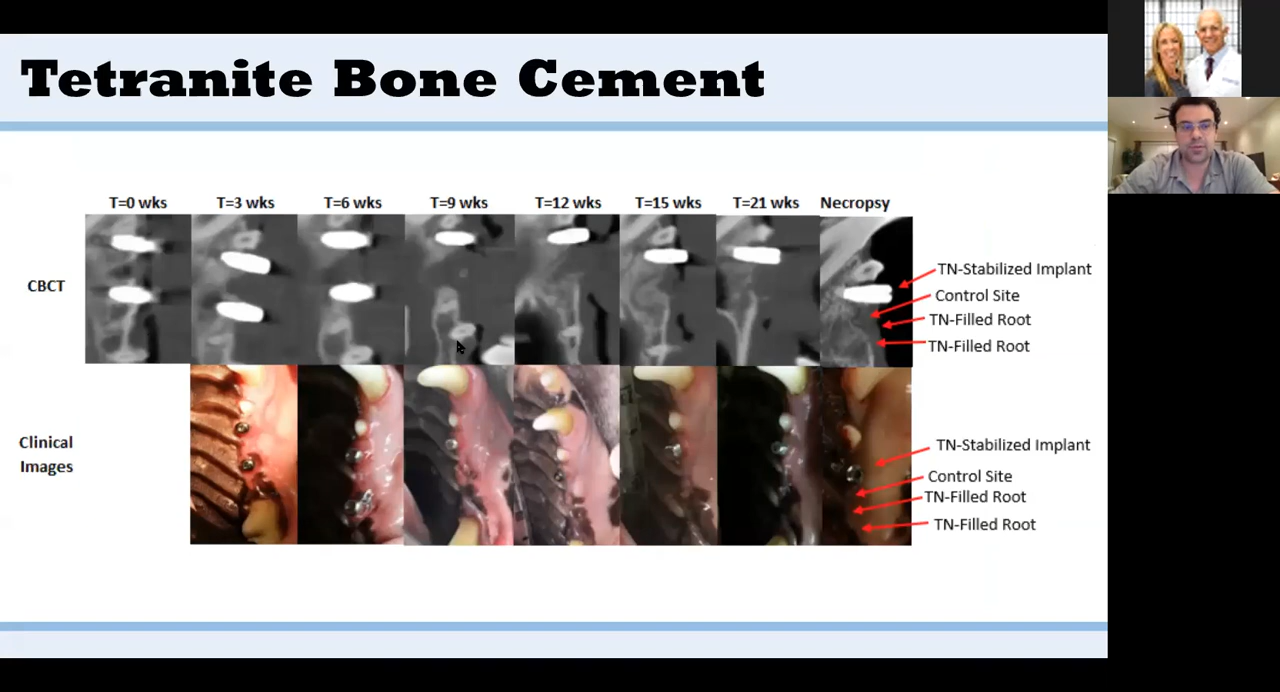 Tetranite Bone Cement
T=0 wks T=3 wks T=6 wks T=9 wks T=12 wks T=15 wks T=21 wks Necropsy
CBCT
TN-Stabilized Implant
Control Site
TN-Filled Root
TN-Filled Root
Clinical
Images
TN-Stabilized Implant
Control Site
TN-Filled Root
TN-Filled Root